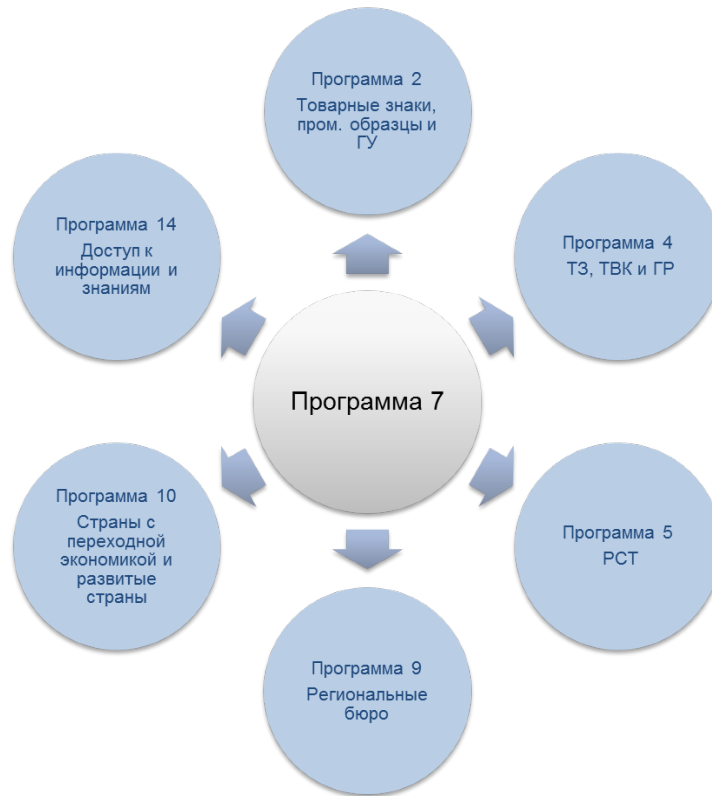 Программа 2
Товарные знаки,
пром. образцы и
ГУ
Программа 14
Доступ к
информации и
знаниям
Программа 4
ТЗ, ТВК и ГР
Программа 7
Программа 10
Страны с
переходной
экономикой и
развитые
страны
Программа 5
PCT
Программа 9
Региональные
бюро